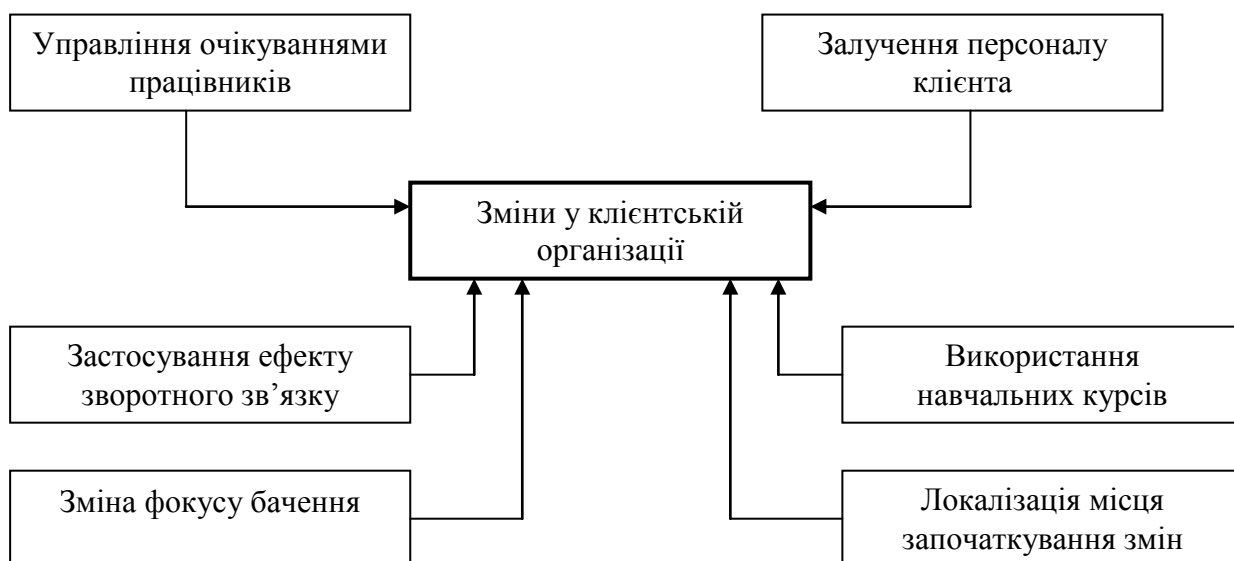 Управління очікуваннями
працівників
Залучення персоналу
клієнта
Зміни у клієнтській
організації
Застосування ефекту
зворотного зв’язку
Використання
навчальних курсів
Зміна фокусу бачення
Локалізація місця
започаткування змін